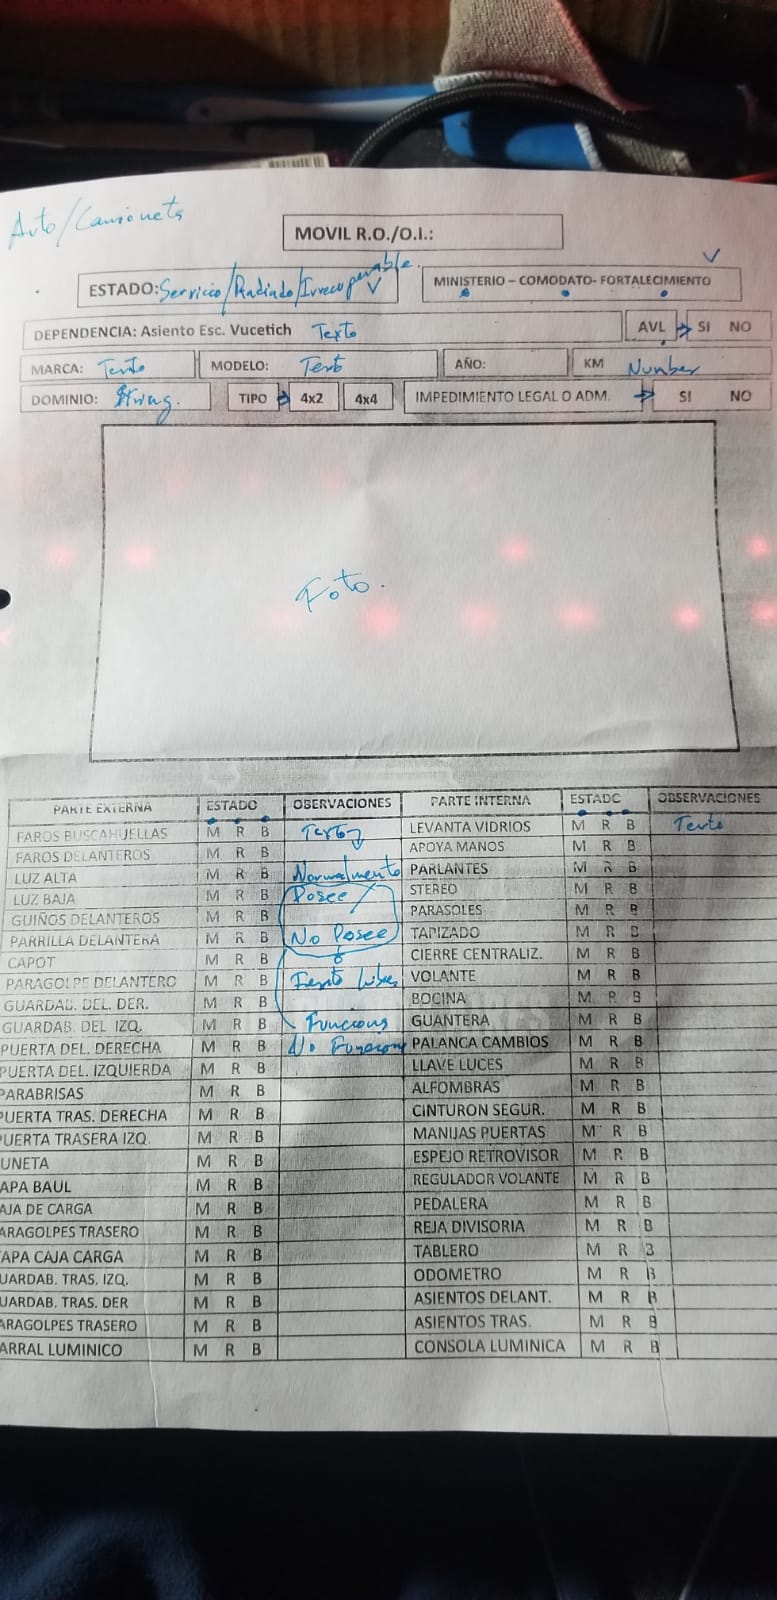 Auto/Camioneta
MOVIL R.O./O.I.:
ESTADO: Servicio/Radiado/Irrecuperable.
MINISTERIO – COMODATO- FORTALECIMIENTO
DEPENDENCIA: Asiento Esc. Vucetich Texto
AVL SI NO
MARCA: Texto MODELO: Text AÑO: KM Number
DOMINIO: String. TIPO 4x2 4x4 IMPEDIMIENTO LEGAL O ADM. SI NO
Foto.
PARTE EXTERNA ESTADO OBERVACIONES PARTE INTERNA ESTADO OBSERVACIONES
FAROS BUSCAHUELLAS M R B Texto LEVANTA VIDRIOS M R B Texto
FAROS DELANTEROS M R B APOYA MANOS M R B
LUZ ALTA M R B Normalmente PARLANTES M R B
LUZ BAJA M R B Posee STEREO M R B
GUIÑOS DELANTEROS M R B PARASOLES M R B
PARRILLA DELANTERA M R B No Posee TAPIZADO M R B
CAPOT M R B o CIERRE CENTRALIZ. M R B
PARAGOLPE DELANTERO M R B VOLANTE M R B
GUARDAB. DEL. DER. M R B BOCINA M R B
GUARDAB. DEL IZQ. M R B Funciona GUANTERA M R B
PUERTA DEL. DERECHA M R B No Funciona PALANCA CAMBIOS M R B
PUERTA DEL. IZQUIERDA M R B LLAVE LUCES M R B
PARABRISAS M R B ALFOMBRAS M R B
PUERTA TRAS. DERECHA M R B CINTURON SEGUR. M R B
PUERTA TRASERA IZQ. M R B MANIJAS PUERTAS M R B
UNETA M R B ESPEJO RETROVISOR M R B
APA BAUL M R B REGULADOR VOLANTE M R B
AJA DE CARGA M R B PEDALERA M R B
ARAGOLPES TRASERO M R B REJA DIVISORIA M R B
APA CAJA CARGA M R B TABLERO M R B
UARDAB. TRAS. IZQ. M R B ODOMETRO M R B
UARDAB. TRAS. DER M R B ASIENTOS DELANT. M R B
ARAGOLPES TRASERO M R B ASIENTOS TRAS. M R B
ARRAL LUMINICO M R B CONSOLA LUMINICA M R B